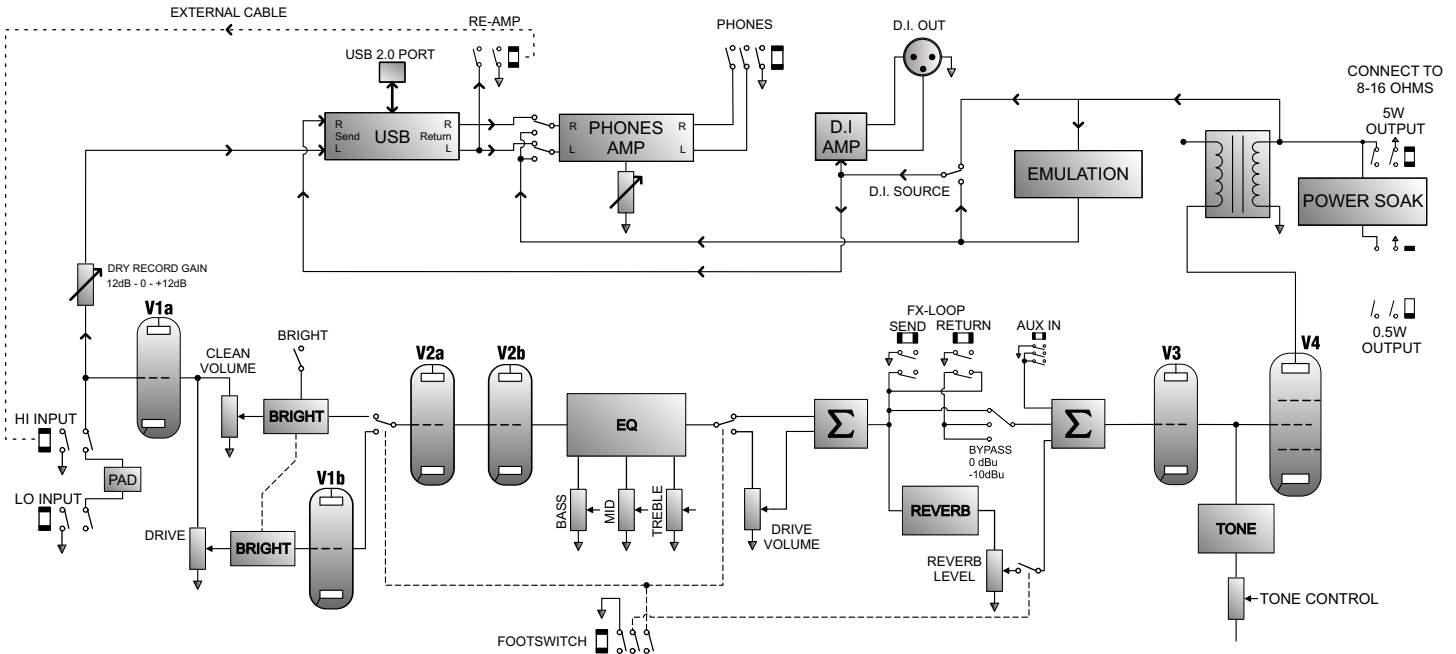 EXTERNAL CABLE
RE-AMP
PHONES
D.I. OUT
USB 2.0 PORT
CONNECT TO
8-16 OHMS
5W
OUTPUT
R
Send
L
USB
R
Return
L
R
L
PHONES
AMP
R
L
D.I
AMP
D.I. SOURCE
EMULATION
POWER SOAK
DRY RECORD GAIN
12dB - 0 - +12dB
0.5W
OUTPUT
V1a
CLEAN
VOLUME
BRIGHT
V2a
V2b
FX-LOOP
SEND
RETURN
AUX IN
V3
V4
HI INPUT
BRIGHT
EQ
Σ
Σ
BYPASS
0 dBu
-10dBu
PAD
LO INPUT
V1b
DRIVE
BRIGHT
BASS
MID
TREBLE
DRIVE
VOLUME
REVERB
REVERB
LEVEL
TONE
TONE CONTROL
FOOTSWITCH